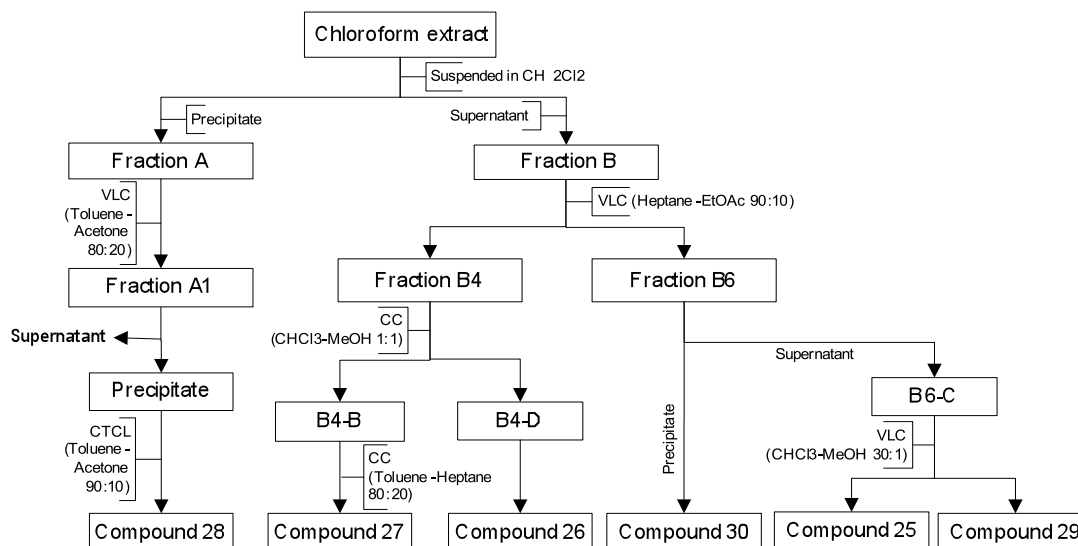 Chloroform extract
Suspended in CH 2Cl2
Precipitate
Supernatant
Fraction A
Fraction B
VLC
(Toluene -
Acetone
80:20)
VLC (Heptane -EtOAc 90:10)
Fraction A1
Fraction B4
Fraction B6
Supernatant
CC
(CHCl3-MeOH 1:1)
Supernatant
Precipitate
B6-C
B4-B
B4-D
CTCL
(Toluene -
Acetone
90:10)
CC
(Toluene -Heptane
80:20)
Precipitate
VLC
(CHCl3-MeOH 30:1)
Compound 28
Compound 27
Compound 26
Compound 30
Compound 25
Compound 29